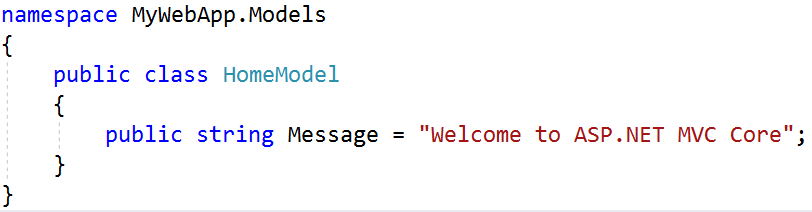 namespace MyWebApp.Models
{
    public class HomeModel
    {
        public string Message = "Welcome to ASP.NET MVC Core";
    }
}